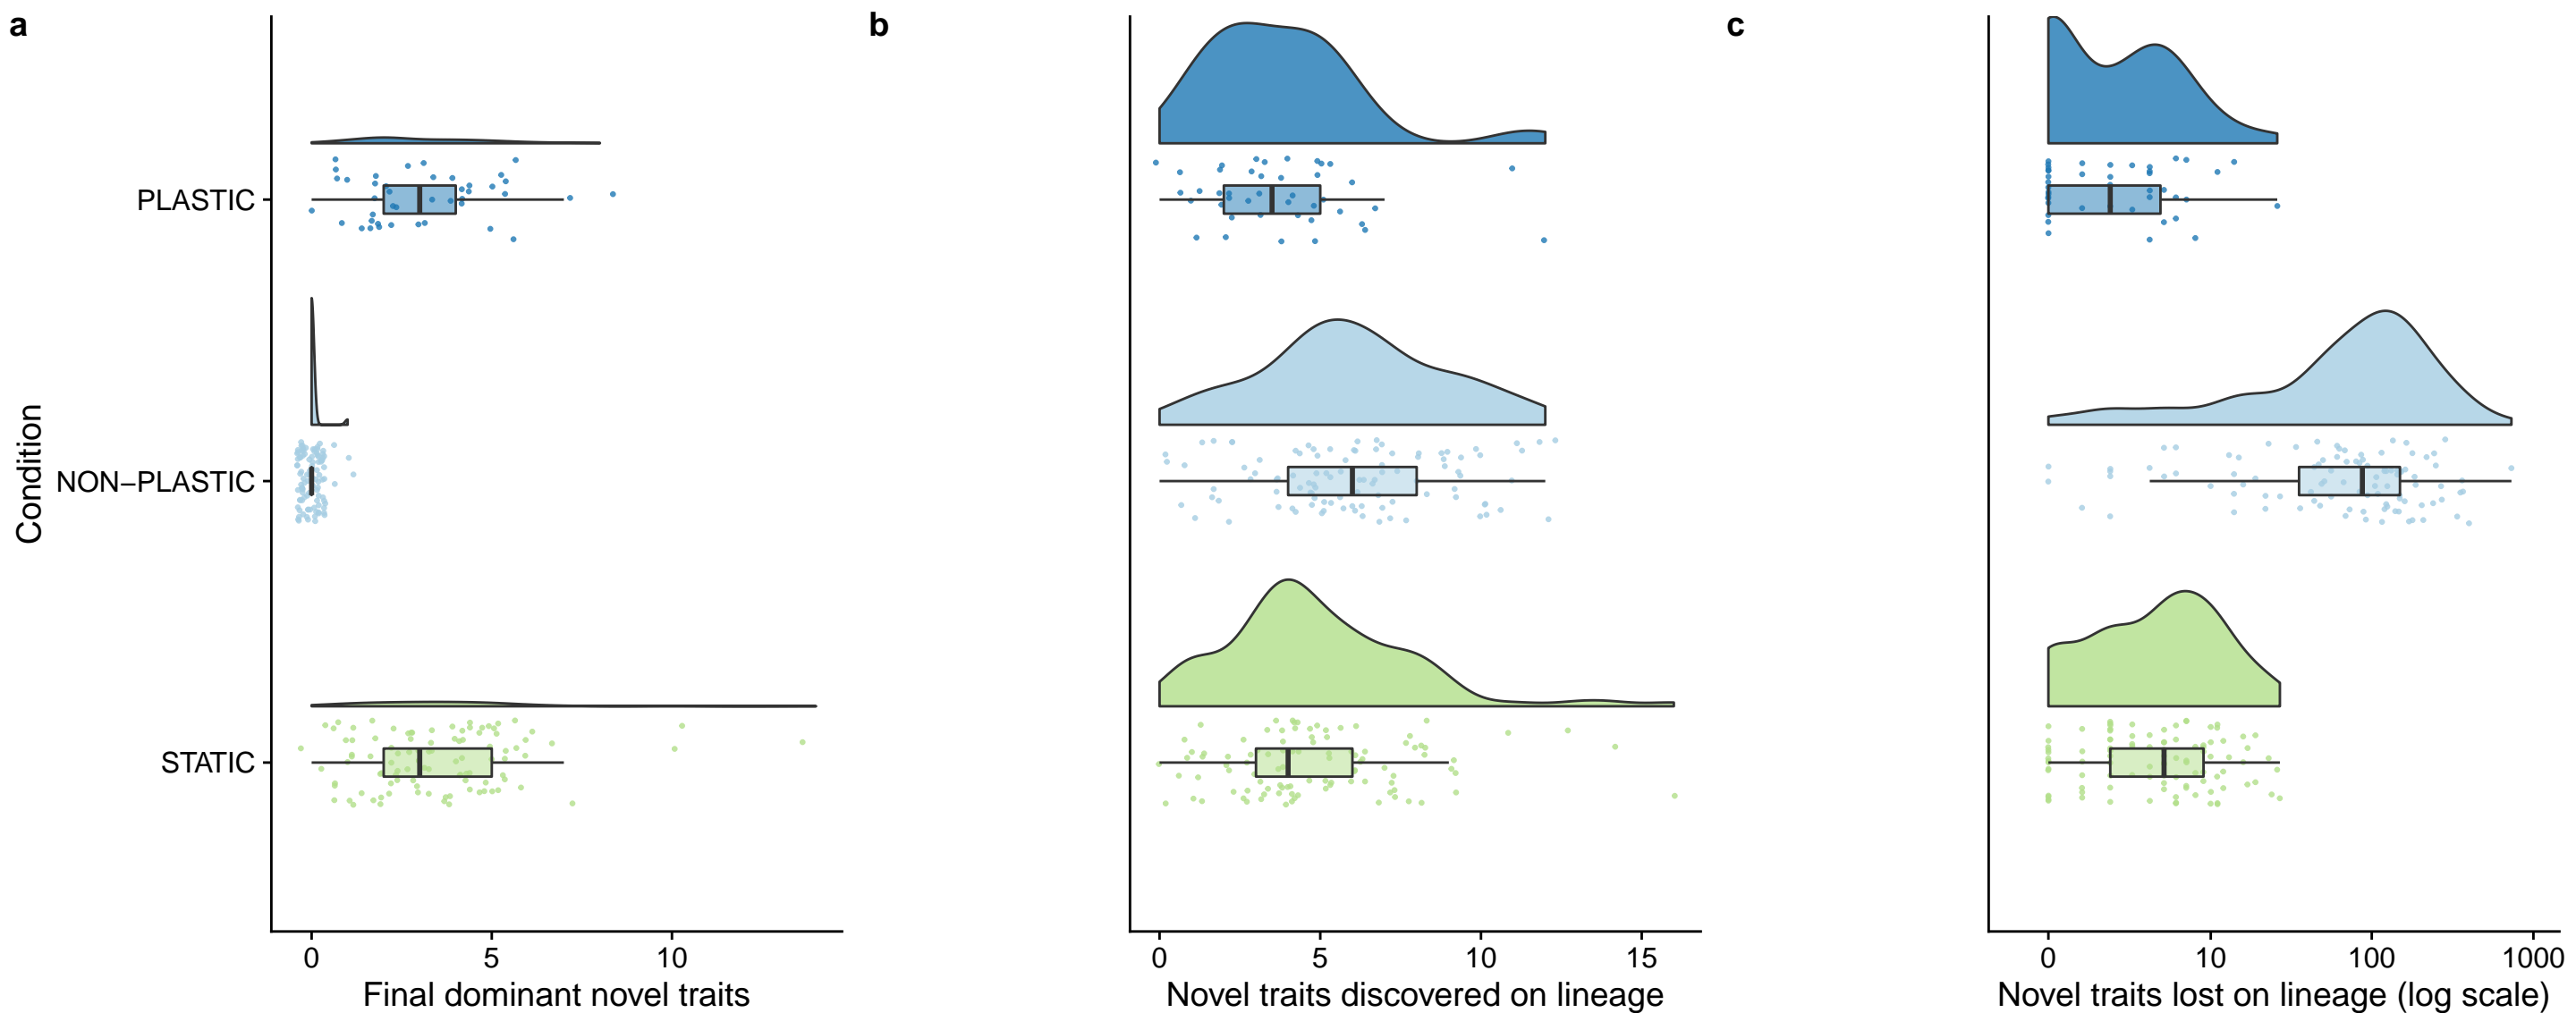 a
b
c
Condition
PLASTIC
NON−PLASTIC
STATIC
0 5 10
Final dominant novel traits
0 5 10 15
Novel traits discovered on lineage
0 10 100 1000
Novel traits lost on lineage (log scale)